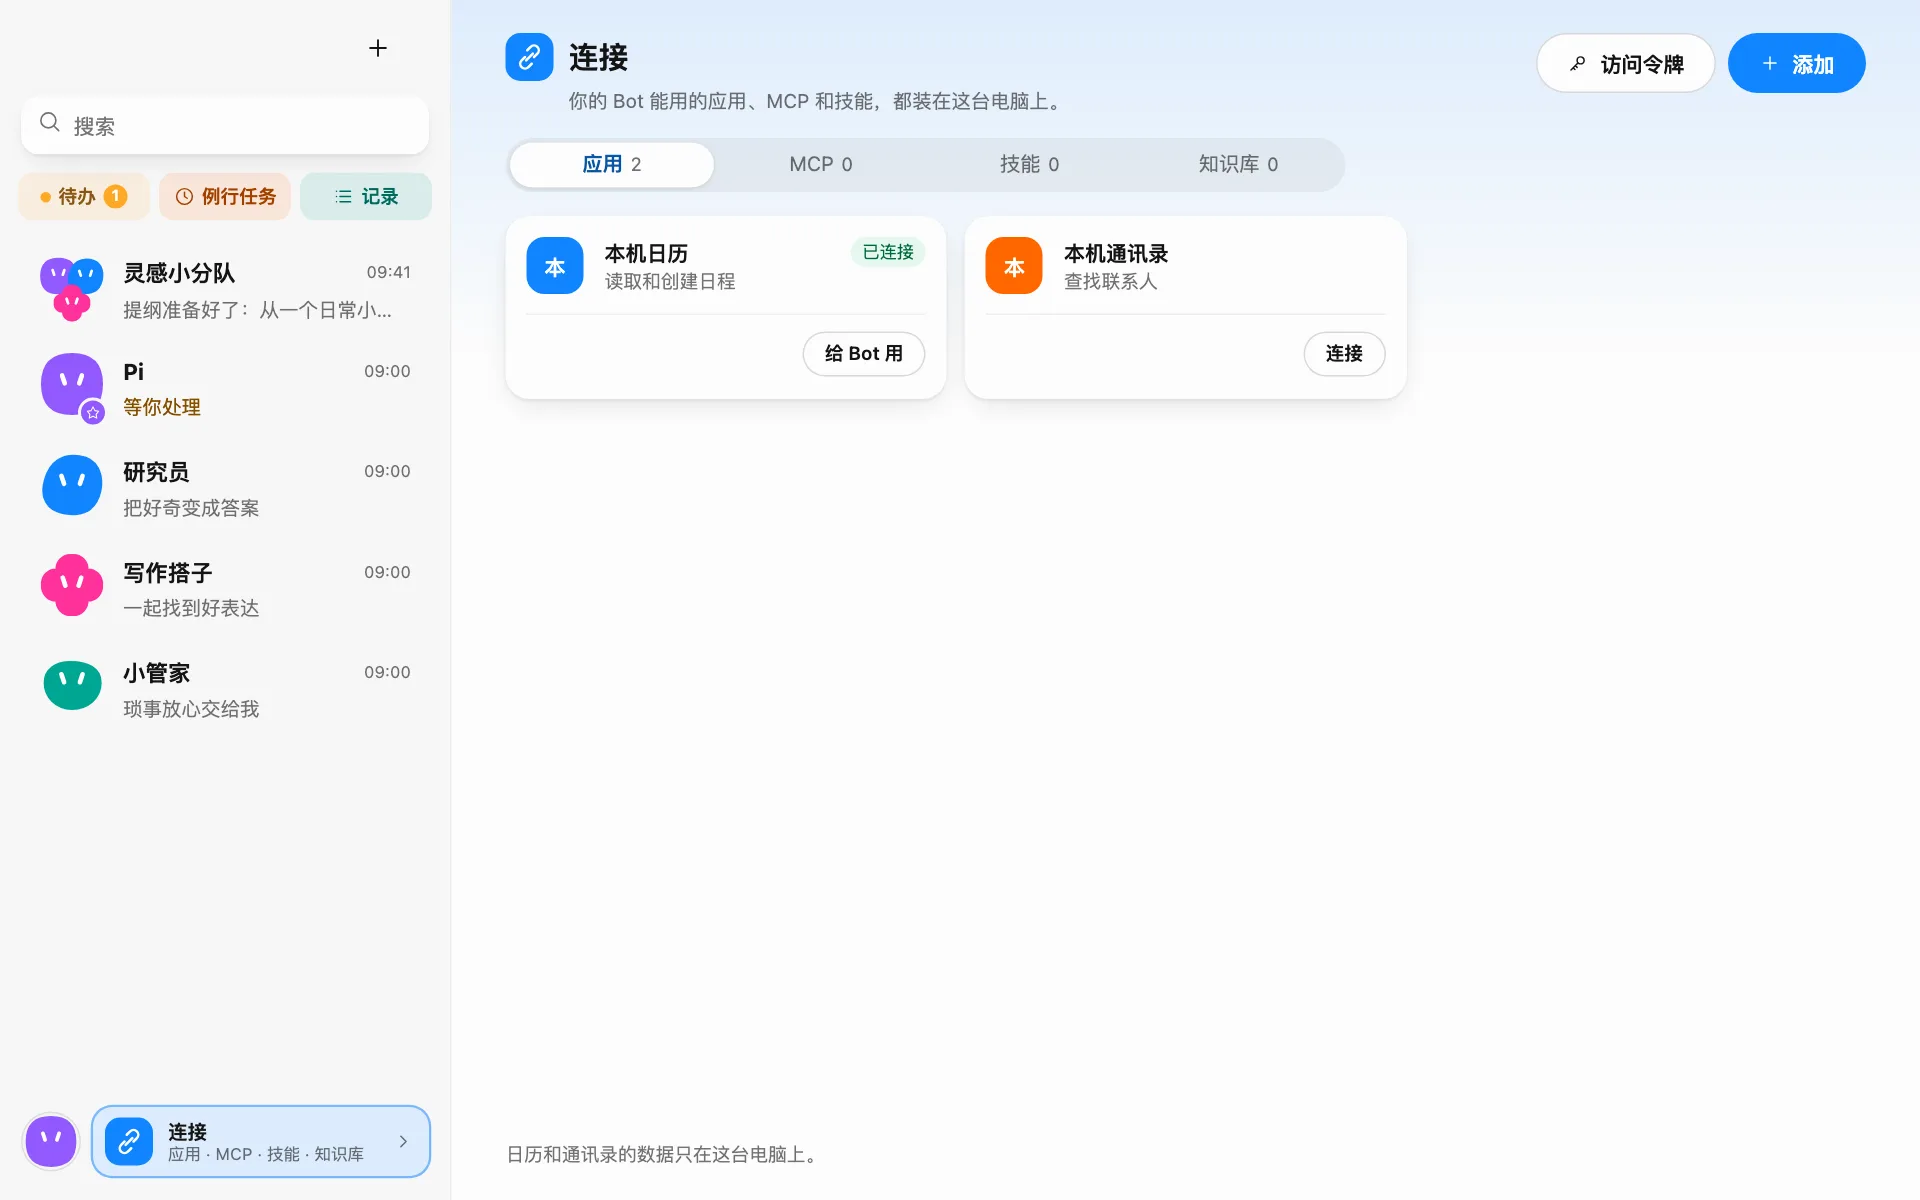 搜索
待办 1
例行任务
记录
灵感小分队 09:41
提纲准备好了：从一个日常小...
Pi 09:00
等你处理
研究员 09:00
把好奇变成答案
写作搭子 09:00
一起找到好表达
小管家 09:00
琐事放心交给我
连接
应用 · MCP · 技能 · 知识库
连接
你的 Bot 能用的应用、MCP 和技能，都装在这台电脑上。
访问令牌
添加
应用 2
MCP 0
技能 0
知识库 0
本
本机日历
已连接
读取和创建日程
给 Bot 用
本
本机通讯录
查找联系人
连接
日历和通讯录的数据只在这台电脑上。